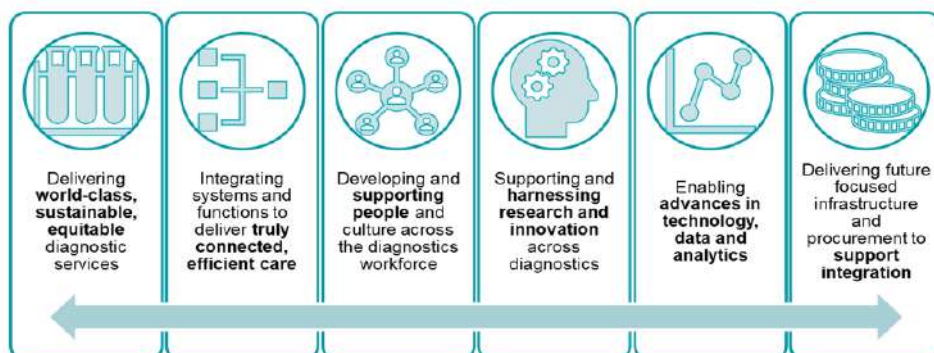 Delivering
world-class,
sustainable,
equitable
diagnostic
services
Integrating
systems and
functions to
deliver truly
connected,
efficient care
Developing and
supporting
people and
culture across
the diagnostics
workforce
Supporting and
harnessing
research and
innovation
across
diagnostics
Enabling
advances in
technology,
data and
analytics
Delivering future
focused
infrastructure
and
procurement to
support
integration